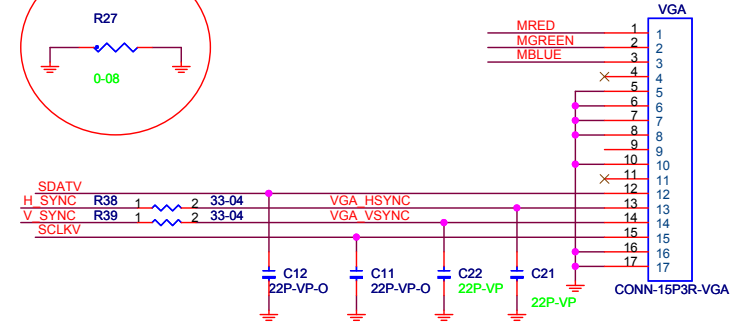 R27
0-08
VGA
MRED 1 1
MGREEN 2 2
MBLUE 3 3
4 4
5 5
6 6
7 7
8 8
9 9
10 10
11 11
SDATV 12 12
H_SYNC R38 1 2 33-04 VGA_HSYNC 13 13
V_SYNC R39 1 2 33-04 VGA_VSYNC 14 14
SCLKV 15 15
16 16
17 17
C12 C11 C22 C21
22P-VP-O 22P-VP-O 22P-VP 22P-VP
CONN-15P3R-VGA